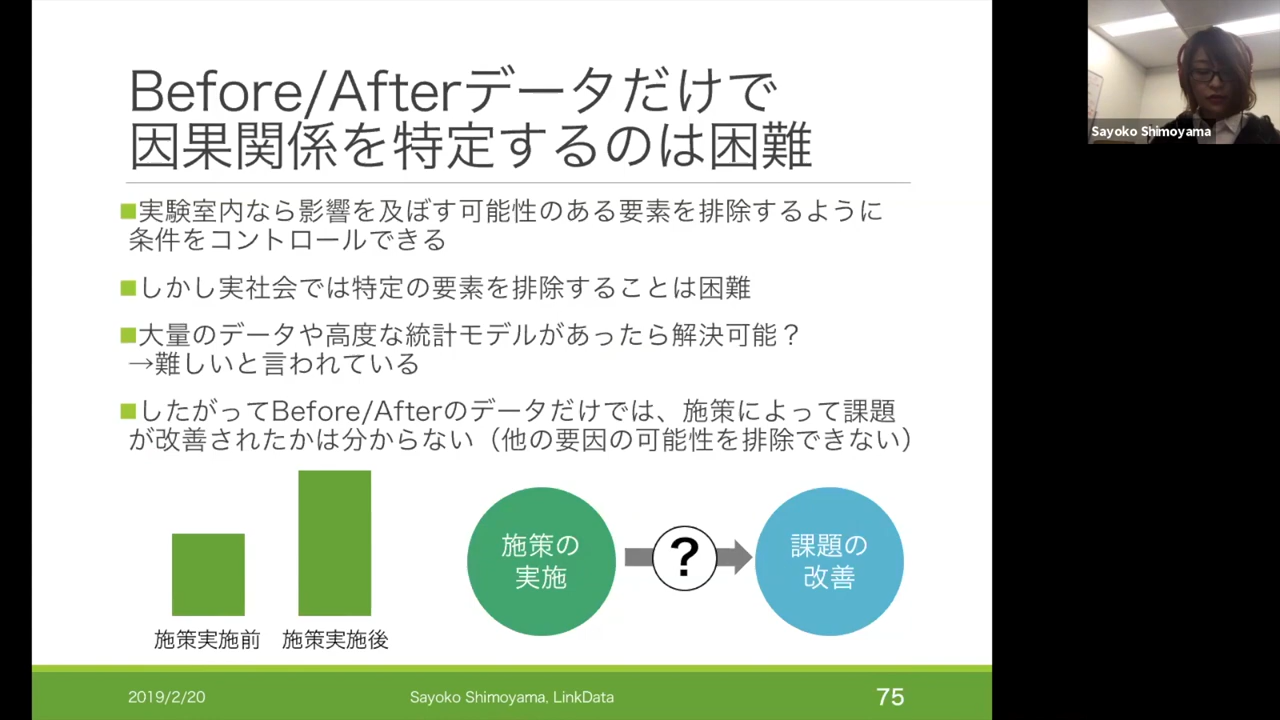 Before/Afterデータだけで
因果関係を特定するのは困難
■実験室内なら影響を及ぼす可能性のある要素を排除するように
条件をコントロールできる
■しかし実社会では特定の要素を排除することは困難
■大量のデータや高度な統計モデルがあったら解決可能？
→難しいと言われている
■したがってBefore/Afterのデータだけでは、施策によって課題
が改善されたかは分からない（他の要因の可能性を排除できない）
施策の
実施
?
課題の
改善
施策実施前
施策実施後
2019/2/20
Sayoko Shimoyama. LinkData
75
Sayoko Shimoyama